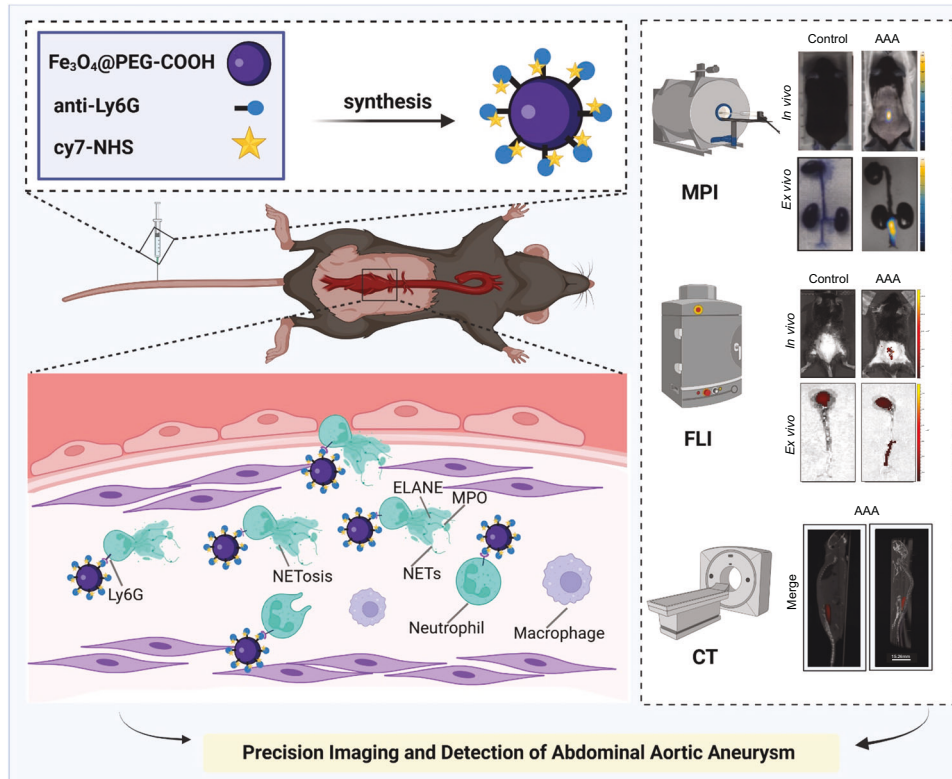 Fe₃O₄@PEG-COOH
anti-Ly6G
cy7-NHS
synthesis
ELANE
MPO
NETosis
NETs
Ly6G
Neutrophil
Macrophage
Control
AAA
In vivo
Ex vivo
MPI
Control
AAA
In vivo
Ex vivo
FLI
AAA
Merge
CT
15.26mm
Precision Imaging and Detection of Abdominal Aortic Aneurysm